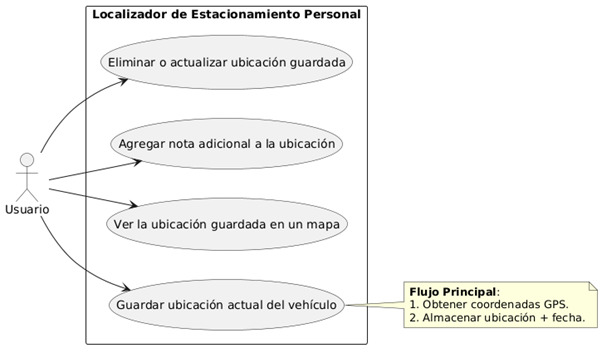 Localizador de Estacionamiento Personal
Eliminar o actualizar ubicación guardada
Agregar nota adicional a la ubicación
Usuario
Ver la ubicación guardada en un mapa
Guardar ubicación actual del vehículo
Flujo Principal:
1. Obtener coordenadas GPS.
2. Almacenar ubicación + fecha.